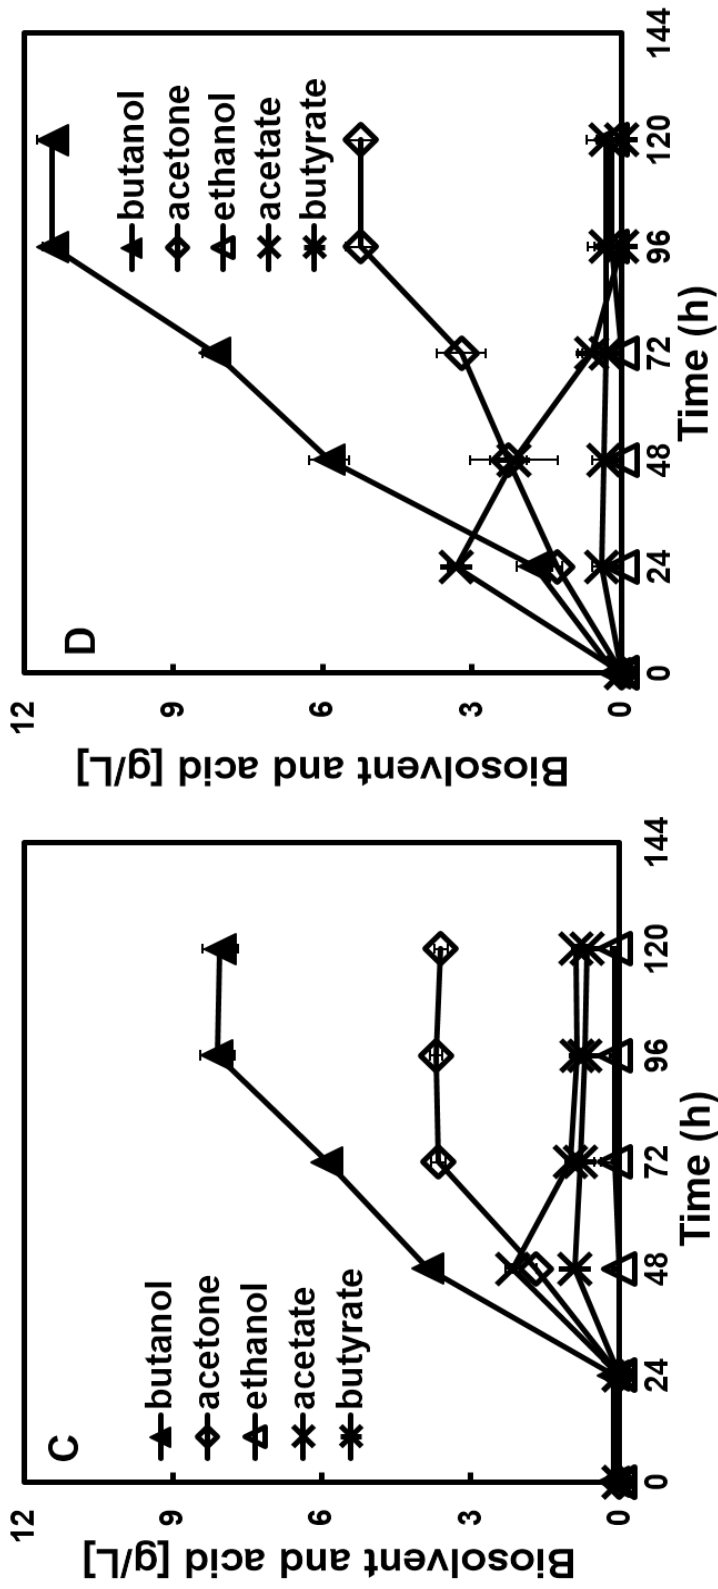 C
butanol
acetone
ethanol
acetate
butyrate
12
9
6
3
0
Biosolvent and acid [g/L]
0
24
48
72
96
120
144
Time (h)
D
butanol
acetone
ethanol
acetate
butyrate
12
9
6
3
0
Biosolvent and acid [g/L]
0
24
48
72
96
120
144
Time (h)